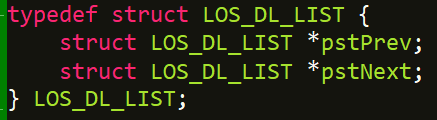 typedef struct LOS_DL_LIST {
    struct LOS_DL_LIST *pstPrev;
    struct LOS_DL_LIST *pstNext;
} LOS_DL_LIST;